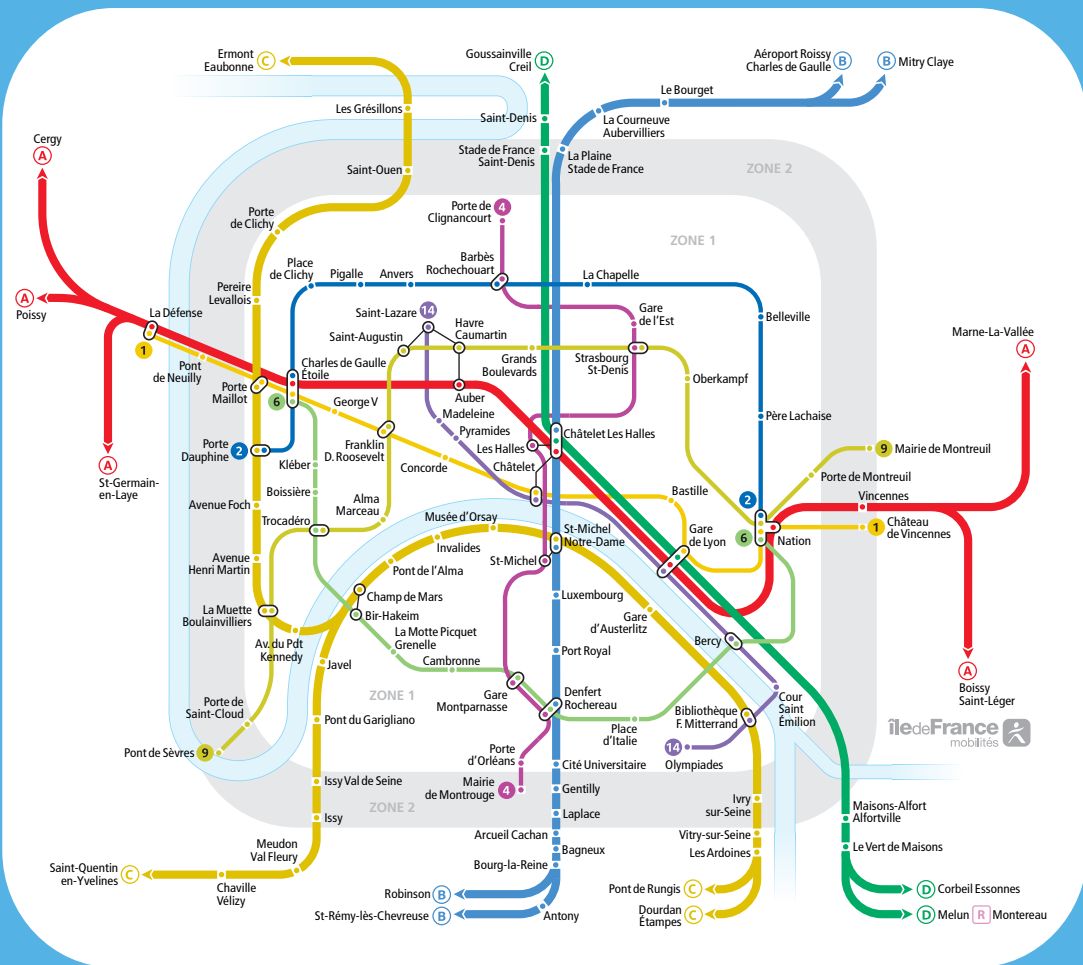 Ermont
Eaubonne
C
Goussainville
Creil
D
Aéroport Roissy
Charles de Gaulle
B
B
Mitry Claye
Le Bourget
Les Grésillons
Saint-Denis
La Courneuve
Aubervilliers
Cergy
A
Stade de France
Saint-Denis
La Plaine
Stade de France
ZONE 2
Saint-Ouen
Porte de
Clignancourt
4
Porte
de Clichy
ZONE 1
Place
de Clichy
Pigalle
Anvers
Barbès
Rochechouart
La Chapelle
Pereire
Levallois
A
Poissy
La Défense
1
Saint-Lazare
14
Havre
Caumartin
Gare
de l'Est
Belleville
Saint-Augustin
Marne-La-Vallée
A
Pont
de Neuilly
Charles de Gaulle
Étoile
Grands
Boulevards
Strasbourg
St-Denis
Oberkampf
Porte
Maillot
6
George V
Auber
Madeleine
Pyramides
Père Lachaise
Porte
Dauphine
2
Franklin
D. Roosevelt
Les Halles
Châtelet Les Halles
9
Mairie de Montreuil
A
St-Germain-
en-Laye
Kléber
Concorde
Châtelet
Porte de Montreuil
Boissière
Bastille
2
Vincennes
Avenue Foch
Alma
Marceau
Trocadéro
Musée d'Orsay
St-Michel
Notre-Dame
Gare
de Lyon
6
Nation
1
Château
de Vincennes
Invalides
Avenue
Henri Martin
Pont de l'Alma
St-Michel
Champ de Mars
Luxembourg
La Muette
Boulainvilliers
Bir-Hakeim
Gare
d'Austerlitz
Av. du Pdt
Kennedy
La Motte Picquet
Grenelle
Port Royal
Bercy
Javel
Cambronne
A
Boissy
Saint-Léger
ZONE 1
Gare
Montparnasse
Denfert
Rochereau
Cour
Saint
Émilion
Porte de
Saint-Cloud
Pont du Garigliano
Place
d'Italie
Bibliothèque
F. Mitterrand
îledeFrance
mobilités
Pont de Sèvres
9
Porte
d'Orléans
14
Olympiades
Cité Universitaire
Issy Val de Seine
Mairie
de Montrouge
4
Gentilly
ZONE 2
Ivry
sur-Seine
Issy
Laplace
Maisons-Alfort
Alfortville
Arcueil Cachan
Vitry-sur-Seine
Meudon
Val Fleury
Bagneux
Les Ardoines
Le Vert de Maisons
Saint-Quentin
en-Yvelines
C
Bourg-la-Reine
Chaville
Vélizy
Robinson
B
Pont de Rungis
C
D
Corbeil Essonnes
St-Rémy-lès-Chevreuse
B
Antony
Dourdan
Étampes
C
D
Melun
R
Montereau